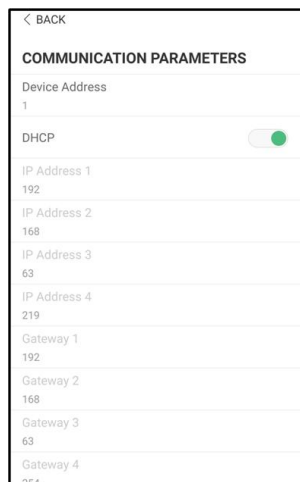 < BACK
COMMUNICATION PARAMETERS
Device Address
1
DHCP
IP Address 1
192
IP Address 2
168
IP Address 3
63
IP Address 4
219
Gateway 1
192
Gateway 2
168
Gateway 3
63
Gateway 4